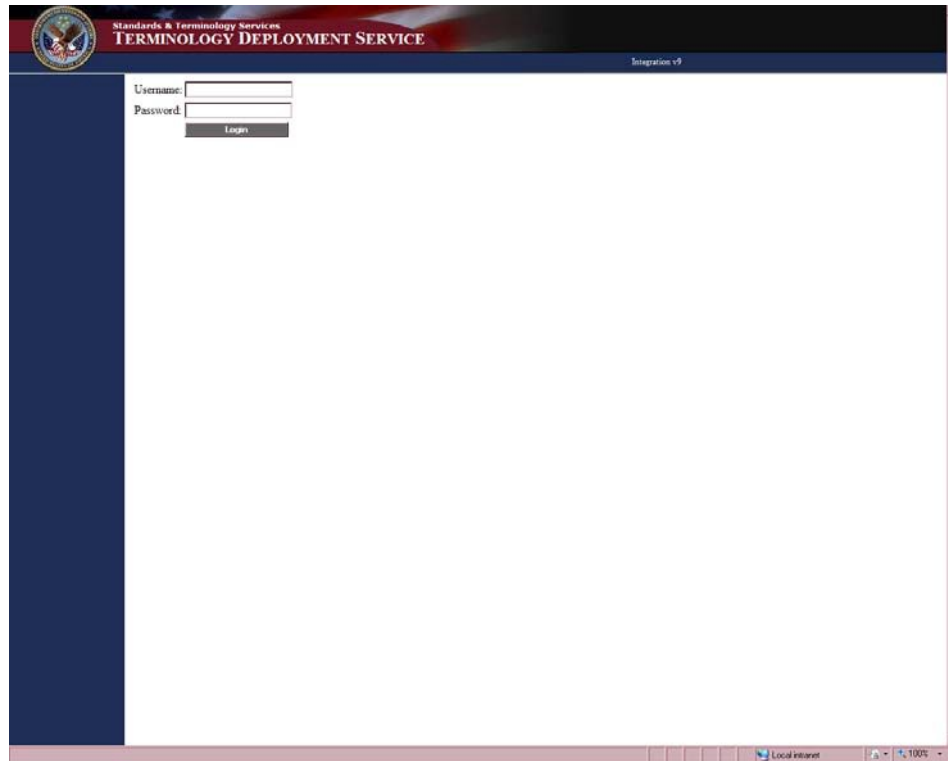 Standards & Terminology Services
TERMINOLOGY DEPLOYMENT SERVICE
Integration v9
Username:
Password:
Login
Local intranet
100%